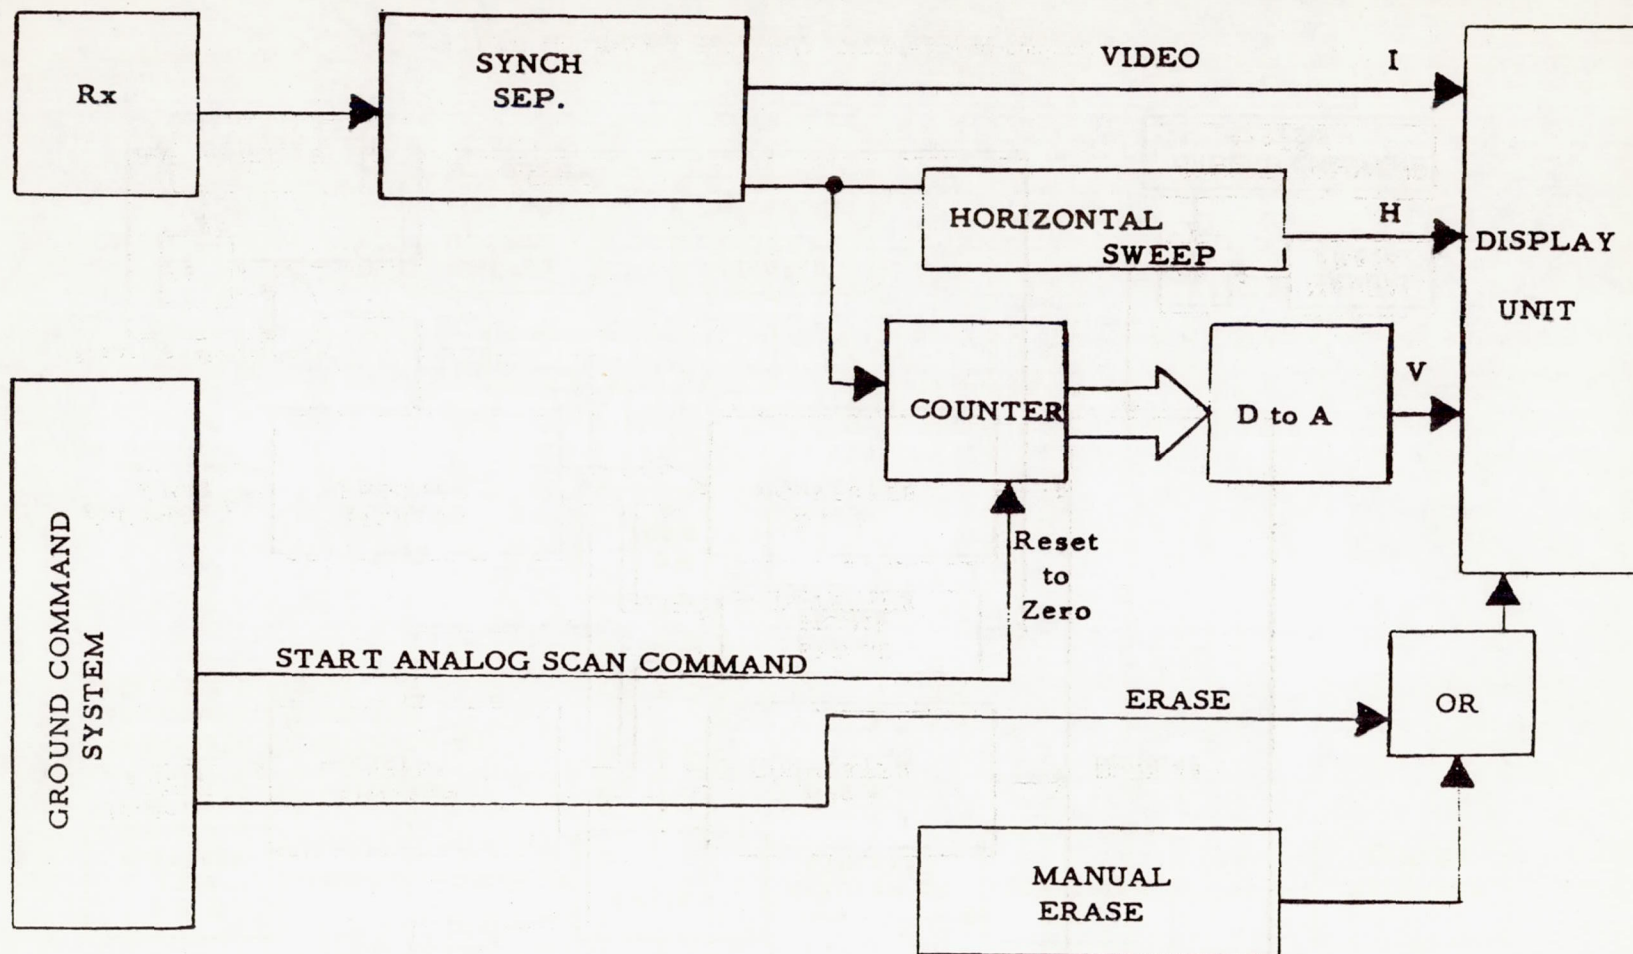 Rx
SYNCH
SEP.
VIDEO
I
HORIZONTAL
SWEEP
H
DISPLAY
UNIT
COUNTER
D to A
V
Reset
to
Zero
GROUND COMMAND
SYSTEM
START ANALOG SCAN COMMAND
ERASE
OR
MANUAL
ERASE